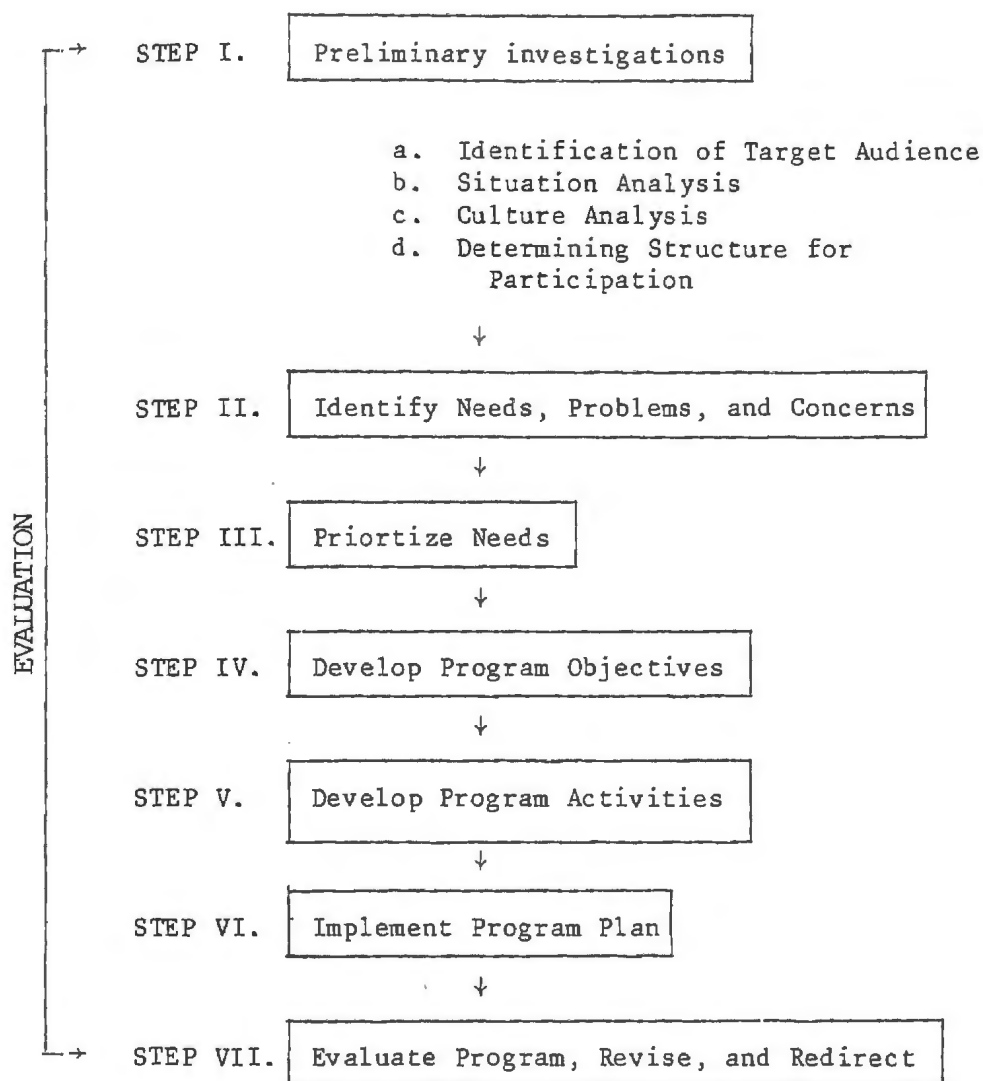 STEP I. Preliminary investigations
a. Identification of Target Audience
b. Situation Analysis
c. Culture Analysis
d. Determining Structure for
Participation
STEP II. Identify Needs, Problems, and Concerns
STEP III. Priortize Needs
EVALUATION
STEP IV. Develop Program Objectives
STEP V. Develop Program Activities
STEP VI. Implement Program Plan
STEP VII. Evaluate Program, Revise, and Redirect